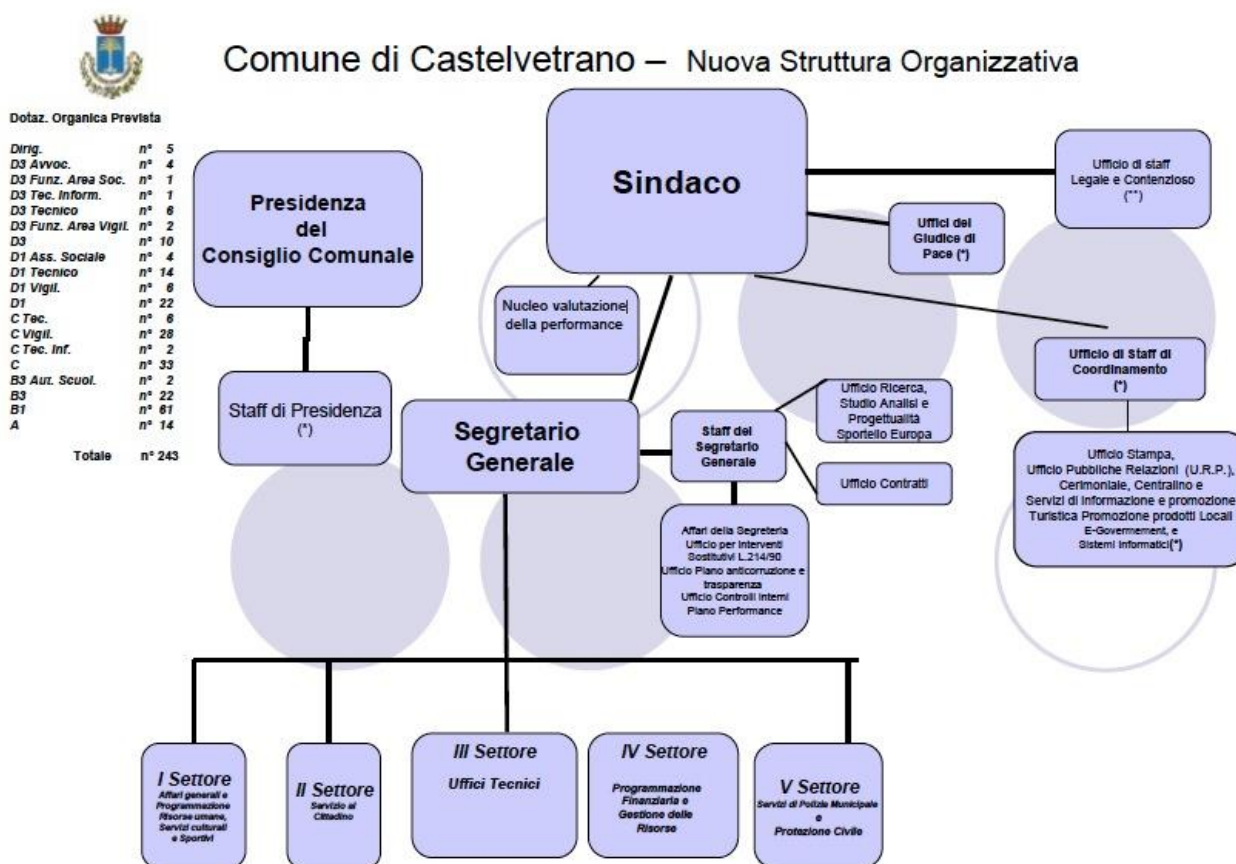 Comune di Castelvetrano – Nuova Struttura Organizzativa
Dotaz. Organica Prevista
Dirig. n° 5
D3 Avvoc. n° 4
D3 Funz. Area Soc. n° 1
D3 Tec. Inform. n° 1
D3 Tecnico n° 6
D3 Funz. Area Vigil. n° 2
D3 n° 10
D1 Ass. Sociale n° 4
D1 Tecnico n° 14
D1 Vigil. n° 6
D1 n° 22
C Tec. n° 6
C Vigil. n° 28
C Tec. Inf. n° 2
C n° 33
B3 Aut. Scuol. n° 2
B3 n° 22
B1 n° 61
A n° 14
Totale n° 243
Presidenza
del
Consiglio Comunale
Staff di Presidenza
(*)
Sindaco
Ufficio di staff
Legale e Contenzioso
(**)
Uffici del
Giudice di
Pace (*)
Nucleo valutazione
della performance
Ufficio di Staff di
Coordinamento
(*)
Ufficio Stampa,
Ufficio Pubbliche Relazioni (U.R.P.),
Cerimoniale, Centralino e
Servizi di Informazione e promozione
Turistica Promozione prodotti Locali
E-Governement, e
Sistemi Informatici(*)
Segretario
Generale
Staff del
Segretario
Generale
Ufficio Ricerca,
Studio Analisi e
Progettualità
Sportello Europa
Ufficio Contratti
Affari della Segreteria
Ufficio per Interventi
Sostitutivi L.214/90
Ufficio Piano anticorruzione e
trasparenza
Ufficio Controlli Interni
Piano Performance
I Settore
Affari generali e
Programmazione
Risorse umane,
Servizi culturali
e Sportivi
II Settore
Servizio al
Cittadino
III Settore
Uffici Tecnici
IV Settore
Programmazione
Finanziaria e
Gestione delle
Risorse
V Settore
Servizi di Polizia Municipale
e
Protezione Civile